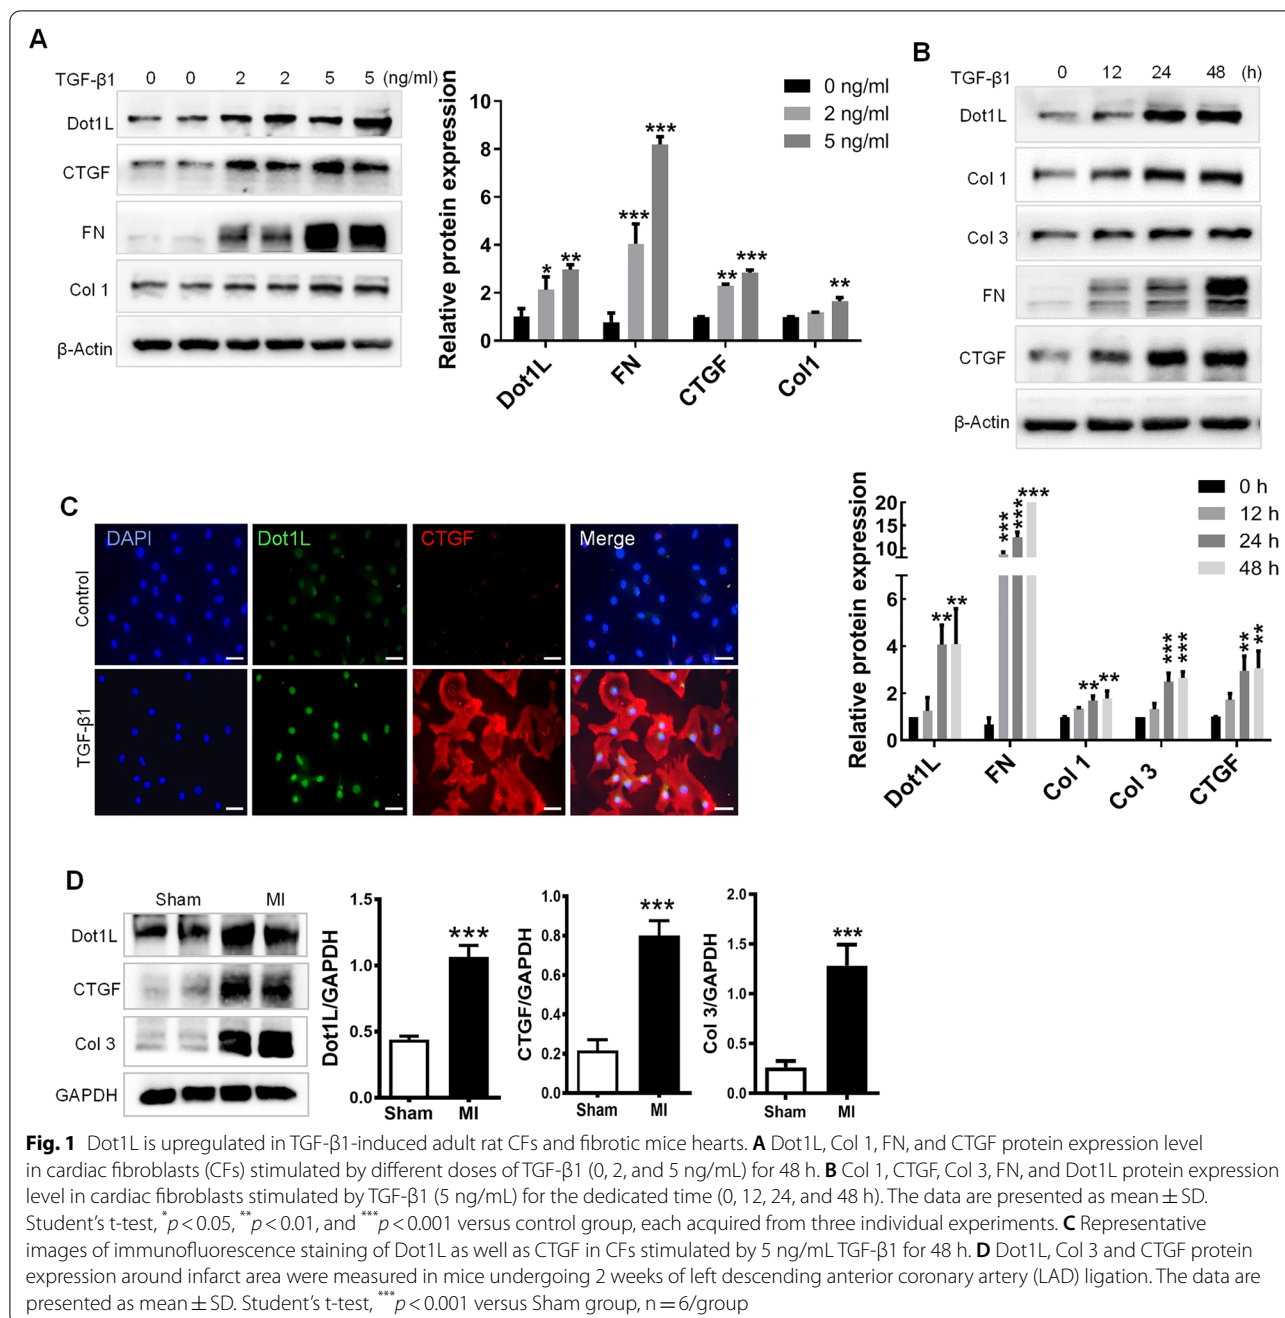 A
TGF-β1 0 0 2 2 5 5 (ng/ml)
Dot1L
CTGF
FN
Col 1
β-Actin
Relative protein expression
10
8
6
4
2
0
0 ng/ml
2 ng/ml
5 ng/ml
* **
*** ***
** ***
**
Dot1L FN CTGF Col1
B
TGF-β1 0 12 24 48 (h)
Dot1L
Col 1
Col 3
FN
CTGF
β-Actin
Relative protein expression
20
15
10
6
4
2
0
0 h
12 h
24 h
48 h
** **
*** *** ***
** **
*** ***
** **
Dot1L FN Col 1 Col 3 CTGF
C
DAPI Dot1L CTGF Merge
Control
TGF-β1
D
Sham MI
Dot1L
CTGF
Col 3
GAPDH
Dot1L/GAPDH
1.5
1.0
0.5
0.0
***
Sham MI
CTGF/GAPDH
1.0
0.8
0.6
0.4
0.2
0.0
***
Sham MI
Col 3/GAPDH
2.0
1.5
1.0
0.5
0.0
***
Sham MI
Fig. 1 Dot1L is upregulated in TGF-β1-induced adult rat CFs and fibrotic mice hearts. A Dot1L, Col 1, FN, and CTGF protein expression level
in cardiac fibroblasts (CFs) stimulated by different doses of TGF-β1 (0, 2, and 5 ng/mL) for 48 h. B Col 1, CTGF, Col 3, FN, and Dot1L protein expression
level in cardiac fibroblasts stimulated by TGF-β1 (5 ng/mL) for the dedicated time (0, 12, 24, and 48 h). The data are presented as mean ± SD.
Student's t-test, *p < 0.05, **p < 0.01, and ***p < 0.001 versus control group, each acquired from three individual experiments. C Representative
images of immunofluorescence staining of Dot1L as well as CTGF in CFs stimulated by 5 ng/mL TGF-β1 for 48 h. D Dot1L, Col 3 and CTGF protein
expression around infarct area were measured in mice undergoing 2 weeks of left descending anterior coronary artery (LAD) ligation. The data are
presented as mean ± SD. Student's t-test, ***p < 0.001 versus Sham group, n = 6/group